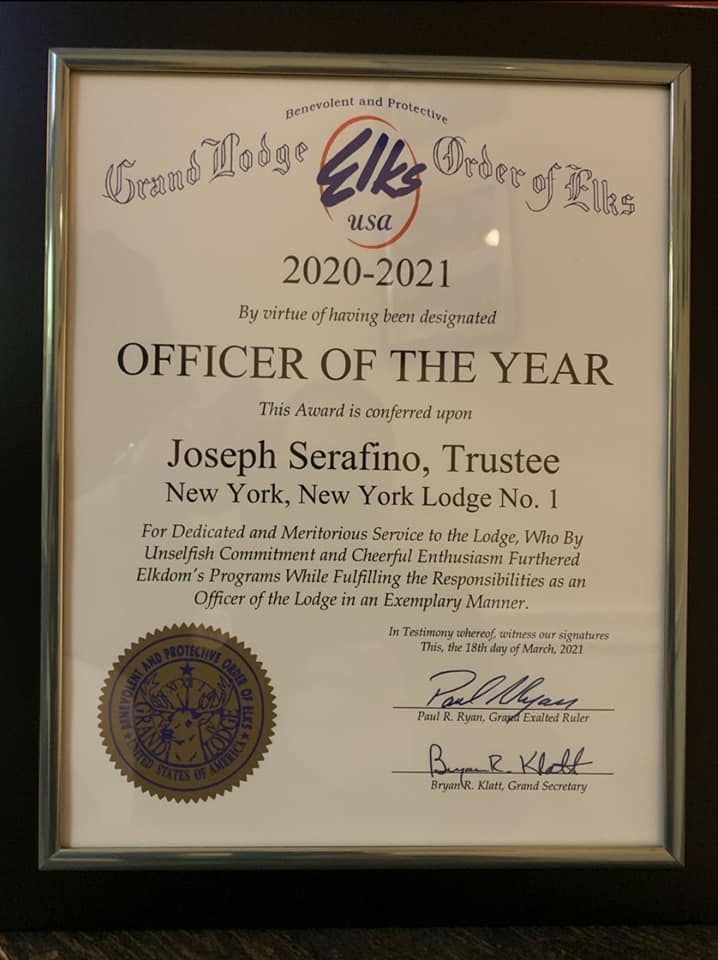 Benevolent and Protective
Grand Lodge Elks Order of Elks
usa
2020-2021
By virtue of having been designated
OFFICER OF THE YEAR
This Award is conferred upon
Joseph Serafino, Trustee
New York, New York Lodge No. 1
For Dedicated and Meritorious Service to the Lodge, Who By
Unselfish Commitment and Cheerful Enthusiasm Furthered
Elkdom's Programs While Fulfilling the Responsibilities as an
Officer of the Lodge in an Exemplary Manner.
In Testimony whereof, witness our signatures
This, the 18th day of March, 2021
Paul Ryan
Paul R. Ryan, Grand Exalted Ruler
Bryan R. Klatt
Bryan R. Klatt, Grand Secretary
BENEVOLENT AND PROTECTIVE ORDER OF ELKS
GRAND LODGE
UNITED STATES OF AMERICA